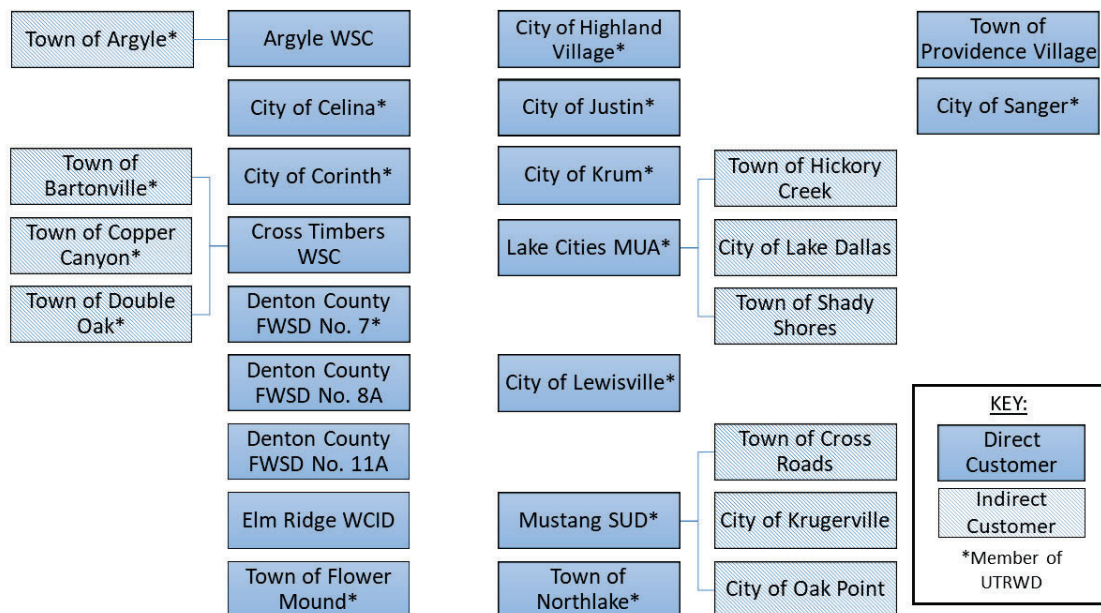 Town of Argyle*
Argyle WSC
City of Celina*
Town of
Bartonville*
City of Corinth*
Town of Copper
Canyon*
Cross Timbers
WSC
Town of Double
Oak*
Denton County
FWSD No. 7*
Denton County
FWSD No. 8A
Denton County
FWSD No. 11A
Elm Ridge WCID
Town of Flower
Mound*
City of Highland
Village*
City of Justin*
City of Krum*
Lake Cities MUA*
Town of Hickory
Creek
City of Lake Dallas
Town of Shady
Shores
City of Lewisville*
Mustang SUD*
Town of Cross
Roads
City of Krugerville
City of Oak Point
Town of
Northlake*
Town of
Providence Village
City of Sanger*
KEY:
Direct
Customer
Indirect
Customer
*Member of
UTRWD